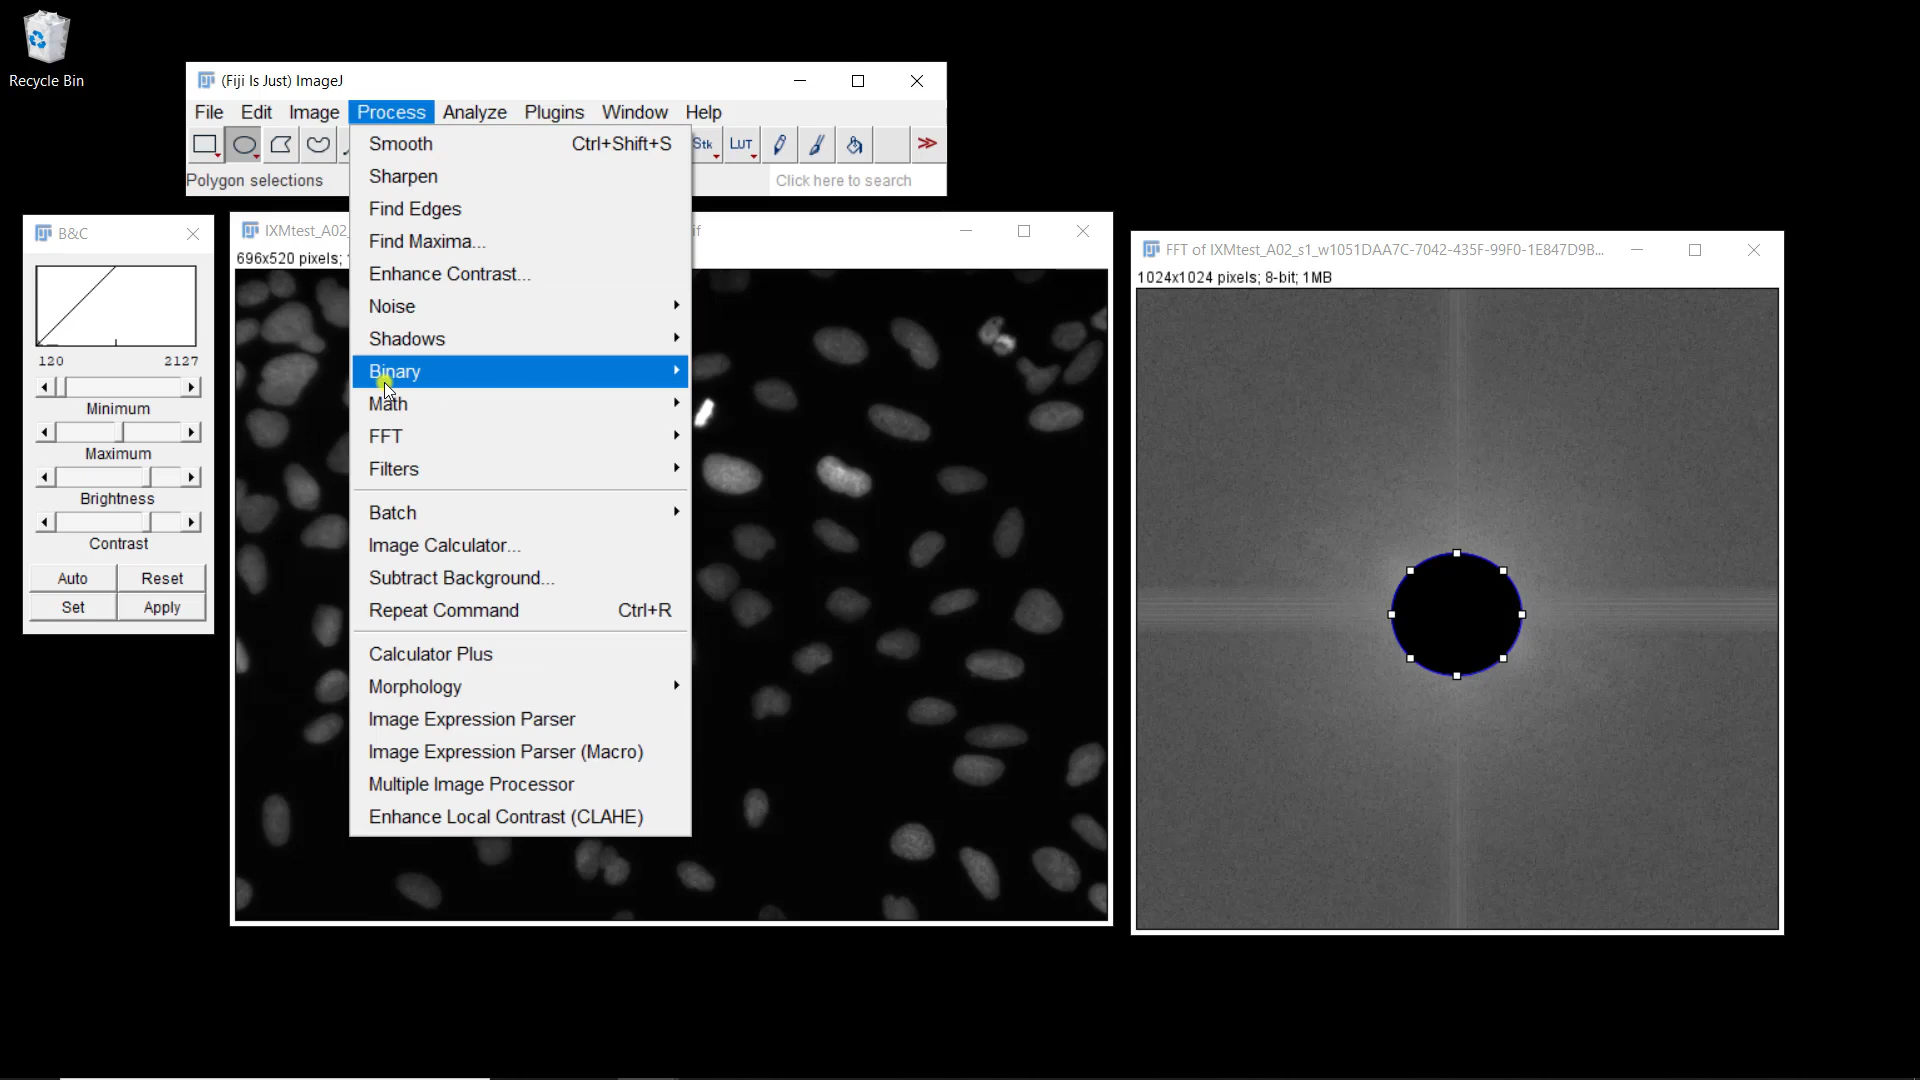 Recycle Bin
(Fiji Is Just) ImageJ
File Edit Image Process Analyze Plugins Window Help
Stk LUT
Polygon selections
Click here to search
Smooth Ctrl+Shift+S
Sharpen
Find Edges
Find Maxima...
Enhance Contrast...
Noise
Shadows
Binary
Math
FFT
Filters
Batch
Image Calculator...
Subtract Background...
Repeat Command Ctrl+R
Calculator Plus
Morphology
Image Expression Parser
Image Expression Parser (Macro)
Multiple Image Processor
Enhance Local Contrast (CLAHE)
B&C
120 2127
Minimum
Maximum
Brightness
Contrast
Auto Reset
Set Apply
IXMtest_A02_
696x520 pixels;
FFT of IXMtest_A02_s1_w1051DAA7C-7042-435F-99F0-1E847D9B...
1024x1024 pixels; 8-bit; 1MB